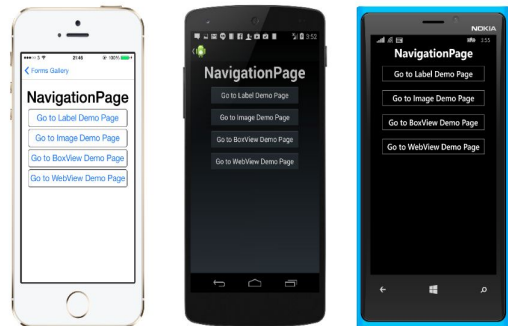 21:46
100%
Forms Gallery
NavigationPage
Go to Label Demo Page
Go to Image Demo Page
Go to BoxView Demo Page
Go to WebView Demo Page
3:52
NavigationPage
Go to Label Demo Page
Go to Image Demo Page
Go to BoxView Demo Page
Go to WebView Demo Page
NOKIA
3:55
NavigationPage
Go to Label Demo Page
Go to Image Demo Page
Go to BoxView Demo Page
Go to WebView Demo Page